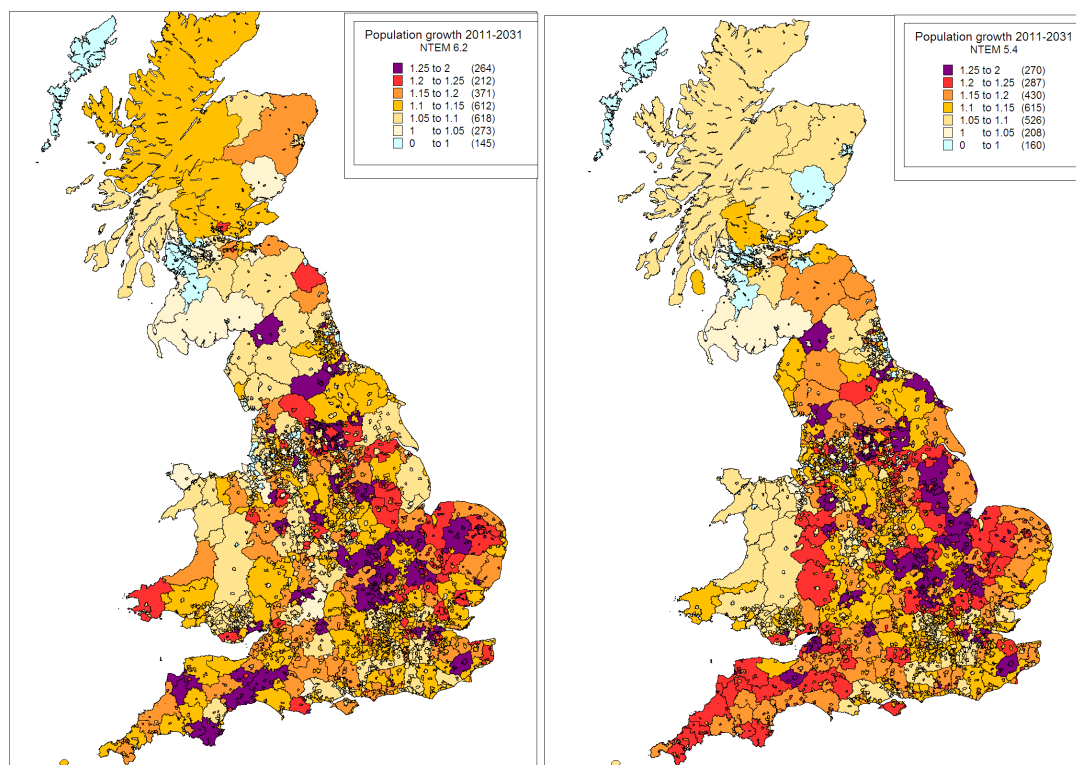 Population growth 2011-2031
NTEM 6.2
1.25 to 2 (264)
1.2 to 1.25 (212)
1.15 to 1.2 (371)
1.1 to 1.15 (612)
1.05 to 1.1 (618)
1 to 1.05 (273)
0 to 1 (145)
Population growth 2011-2031
NTEM 5.4
1.25 to 2 (270)
1.2 to 1.25 (287)
1.15 to 1.2 (430)
1.1 to 1.15 (615)
1.05 to 1.1 (526)
1 to 1.05 (208)
0 to 1 (160)